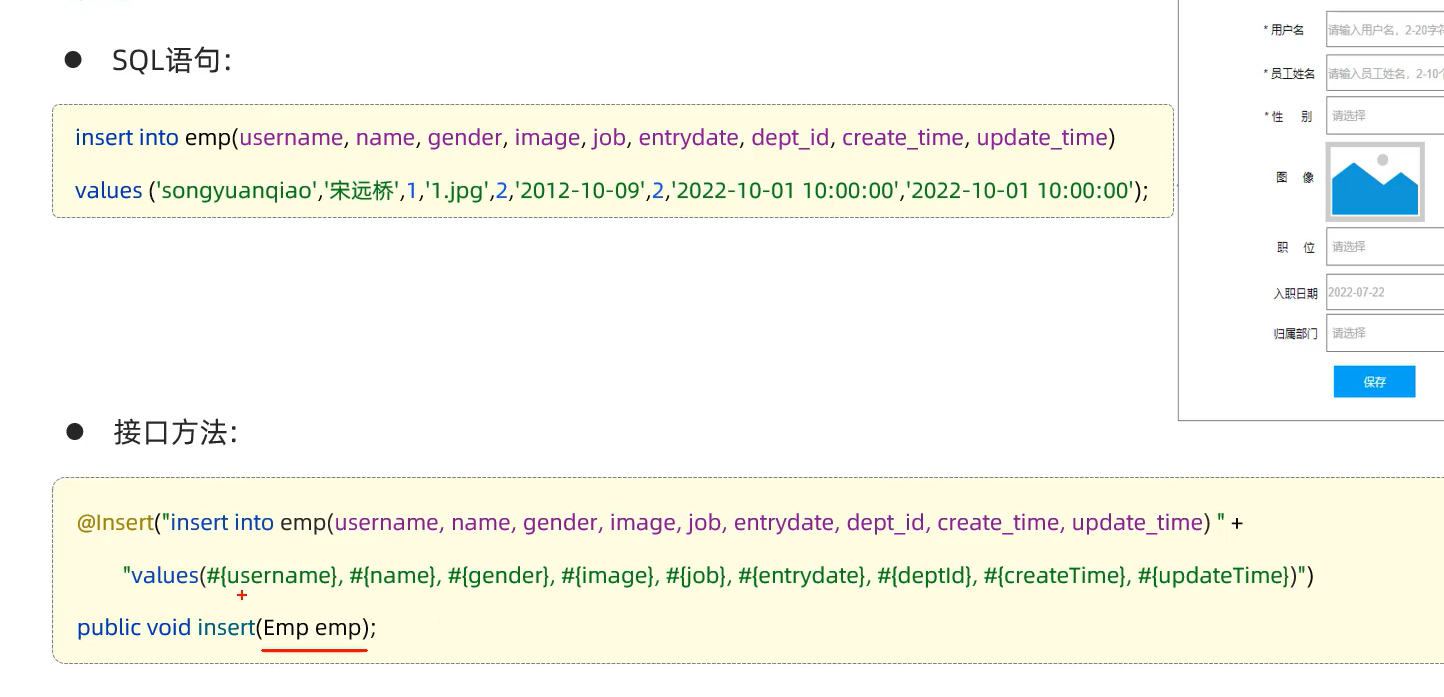 SQL语句：
insert into emp(username, name, gender, image, job, entrydate, dept_id, create_time, update_time)
values ('songyuanqiao','宋远桥',1,'1.jpg',2,'2012-10-09',2,'2022-10-01 10:00:00','2022-10-01 10:00:00');
* 用户名 请输入用户名，2-20字符
* 员工姓名 请输入员工姓名，2-10个
* 性 别 请选择
图 像
职 位 请选择
入职日期 2022-07-22
归属部门 请选择
保存
接口方法：
@Insert("insert into emp(username, name, gender, image, job, entrydate, dept_id, create_time, update_time) " +
"values(#{username}, #{name}, #{gender}, #{image}, #{job}, #{entrydate}, #{deptId}, #{createTime}, #{updateTime})")
public void insert(Emp emp);